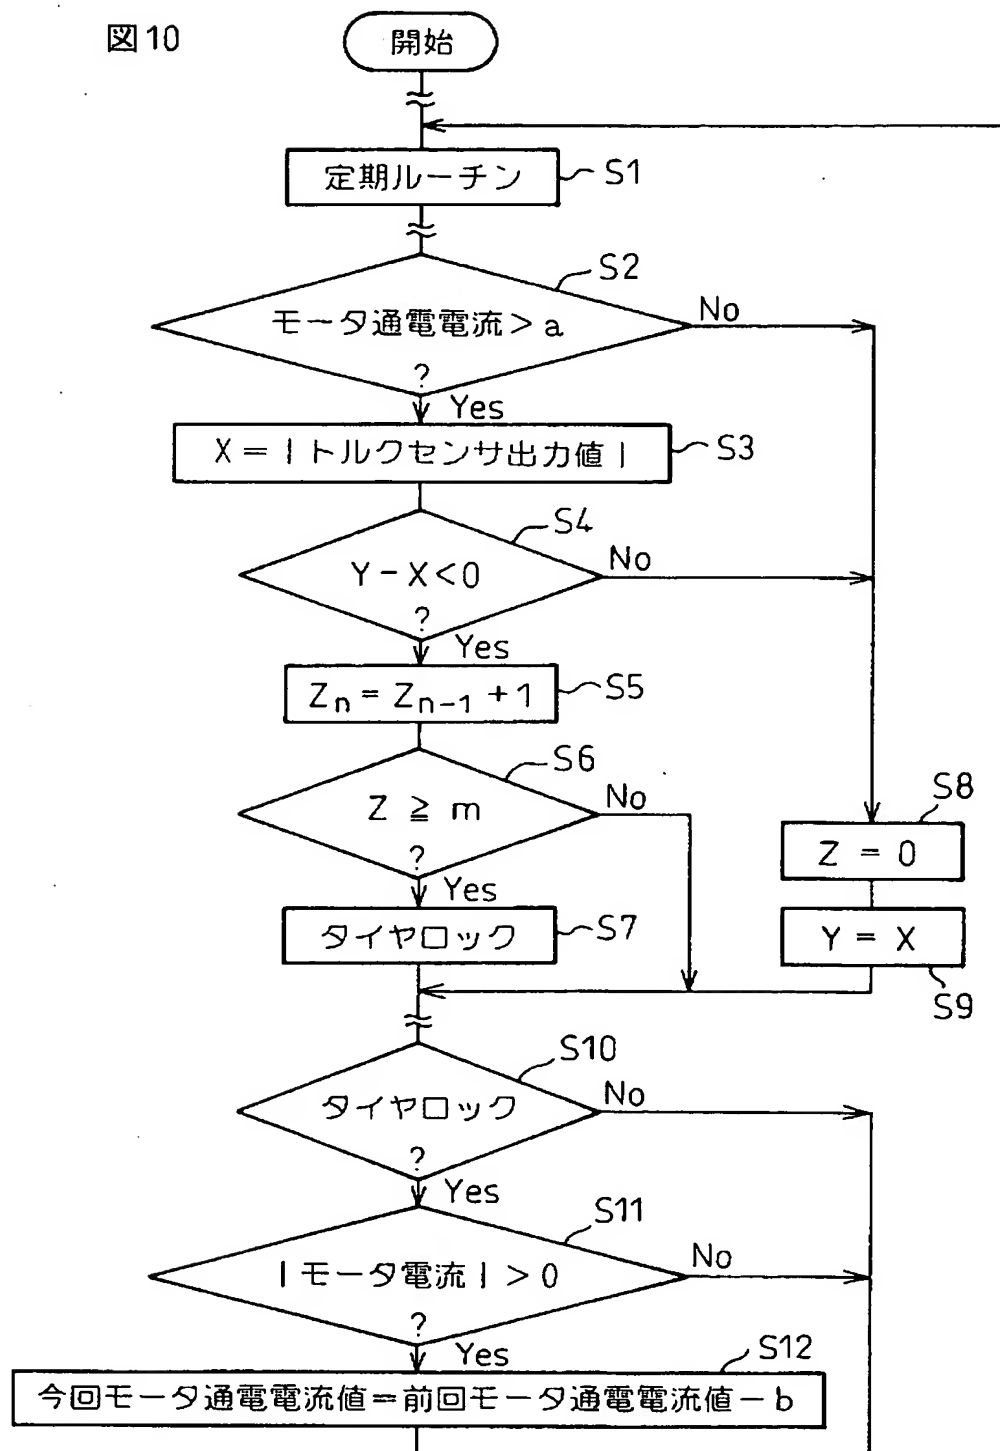 図10
開始
定期ルーチン
S1
S2
モータ通電電流>a
?
No
Yes
X=|トルクセンサ出力値|
S3
S4
Y-X<0
?
No
Yes
Zn=Zn-1+1
S5
S6
Z≧m
?
No
Yes
タイヤロック
S7
S8
Z=0
Y=X
S9
S10
タイヤロック
?
No
Yes
S11
|モータ電流|>0
?
No
Yes
S12
今回モータ通電電流値=前回モータ通電電流値-b